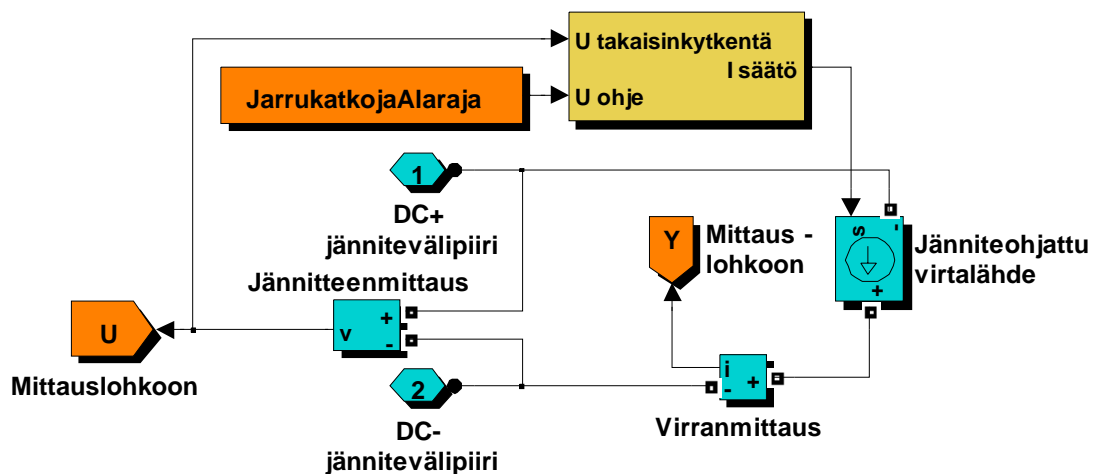 U takaisinkytkentä
I säätö
U ohje
JarrukatkojaAlaraja
1
DC+
jännitevälipiiri
Y
Mittaus -
lohkoon
s
-
+
Jänniteohjattu
virtalähde
Jännitteenmittaus
U
v
+
-
Mittauslohkoon
2
DC-
jännitevälipiiri
i
-
+
Virranmittaus